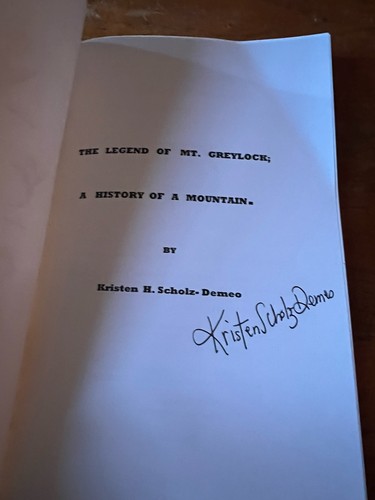 THE LEGEND OF MT. GREYLOCK;
A HISTORY OF A MOUNTAIN.
BY
Kristen H. Scholz-Demeo
Kristen Scholz Demeo